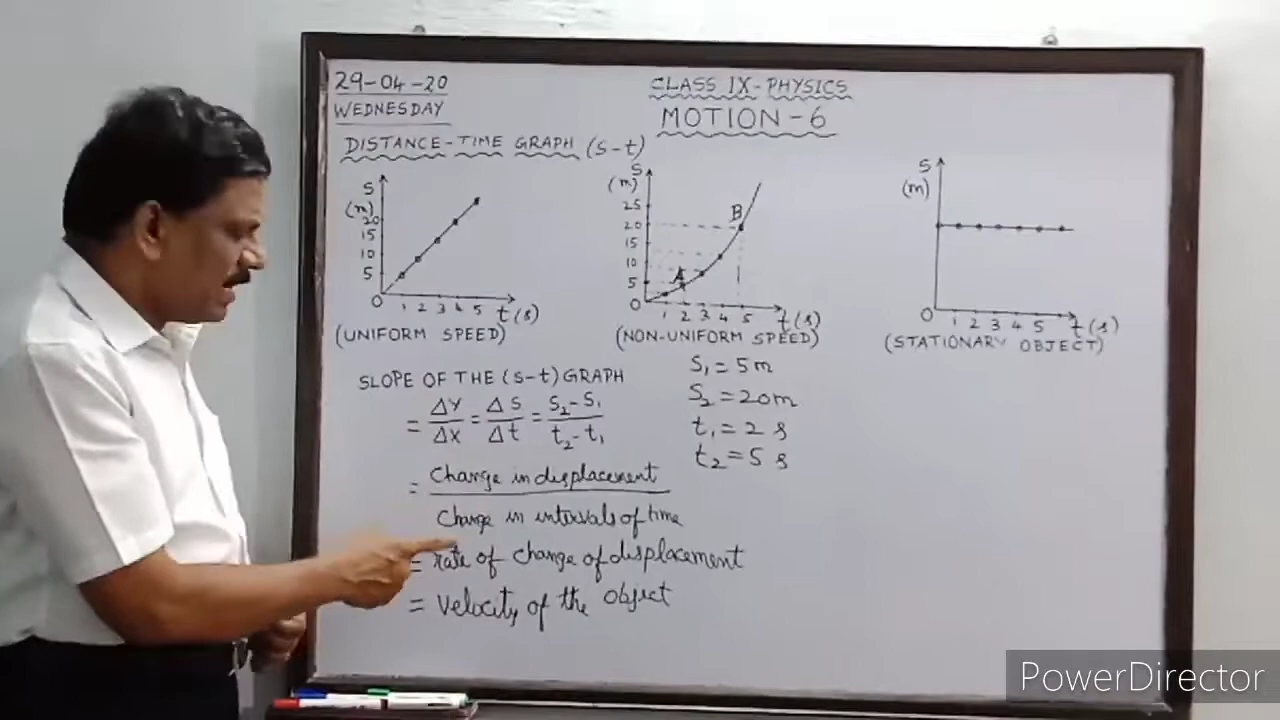 29-04-20
WEDNESDAY
CLASS IX-PHYSICS
MOTION-6
DISTANCE-TIME GRAPH (s-t)
S
(m)
20
15
10
5
0
1 2 3 4 5 t(s)
(UNIFORM SPEED)
S
(m)
25
20
15
10
5
0
A
B
1 2 3 4 5 t(s)
(NON-UNIFORM SPEED)
S
(m)
0
1 2 3 4 5 t(s)
(STATIONARY OBJECT)
SLOPE OF THE (s-t) GRAPH
= ΔY/ΔX = ΔS/Δt = S₂-S₁/t₂-t₁
= Change in displacement
Change in intervals of time
= rate of change of displacement
= velocity of the object
S₁ = 5m
S₂ = 20m
t₁ = 2 s
t₂ = 5 s
PowerDirector